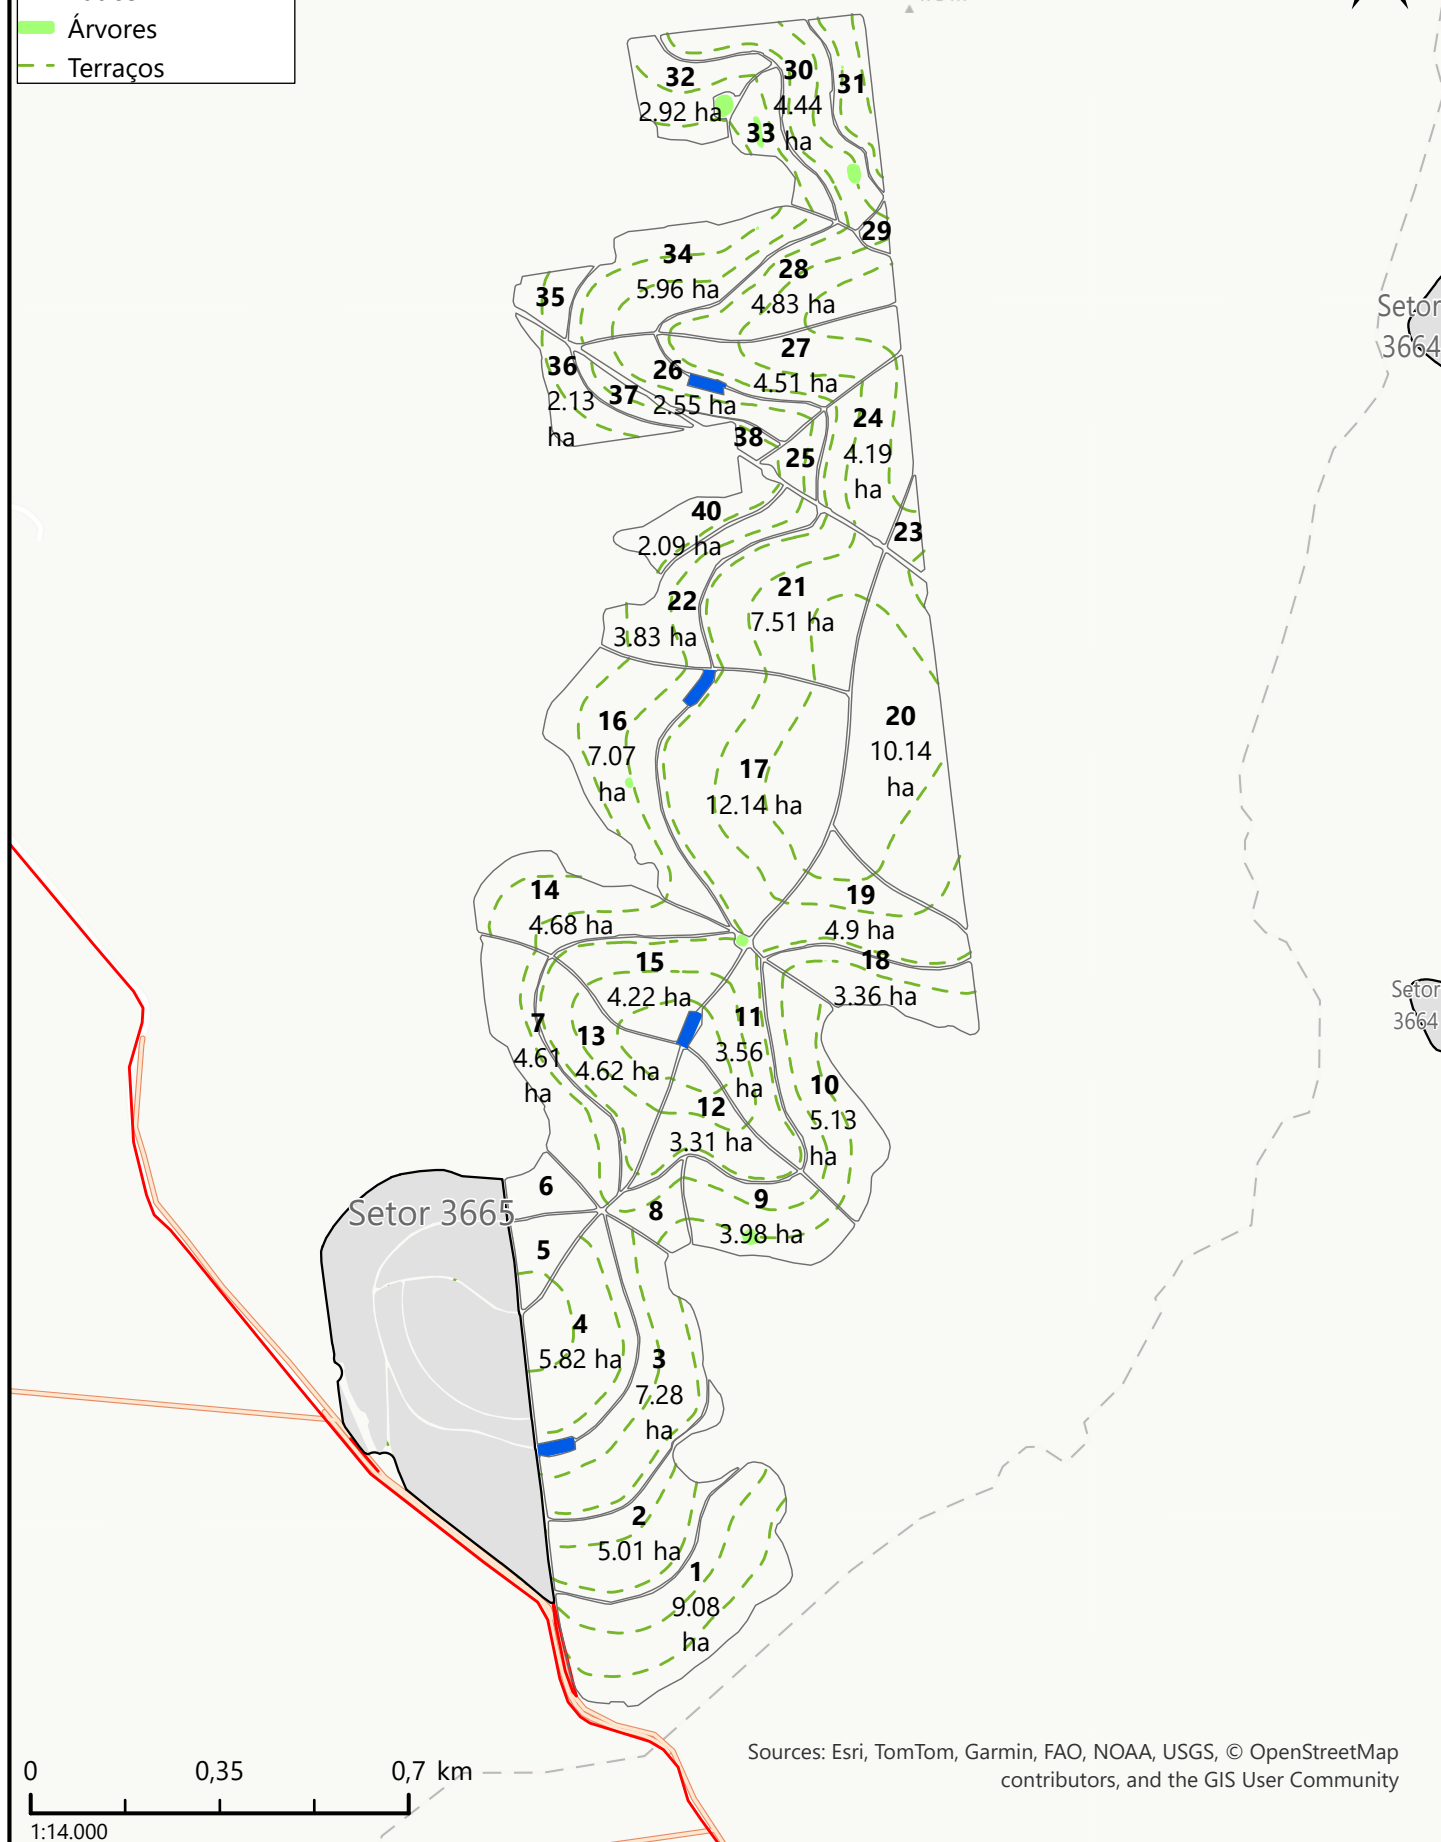 Árvores
Terraços
32
2.92 ha
30
4.44
ha
31
33
29
34
5.96 ha
28
4.83 ha
35
27
4.51 ha
36
2.13
ha
37
26
2.55 ha
24
4.19
ha
38
25
Setor
3664
40
2.09 ha
23
21
7.51 ha
22
3.83 ha
16
7.07
ha
20
10.14
ha
17
12.14 ha
14
4.68 ha
19
4.9 ha
15
4.22 ha
18
3.36 ha
Setor
3664
7
4.61
ha
13
4.62 ha
11
3.56
ha
10
5.13
ha
12
3.31 ha
6
Setor 3665
8
9
3.98 ha
5
4
5.82 ha
3
7.28
ha
2
5.01 ha
1
9.08
ha
Sources: Esri, TomTom, Garmin, FAO, NOAA, USGS, © OpenStreetMap
contributors, and the GIS User Community
0 0,35 0,7 km
1:14.000